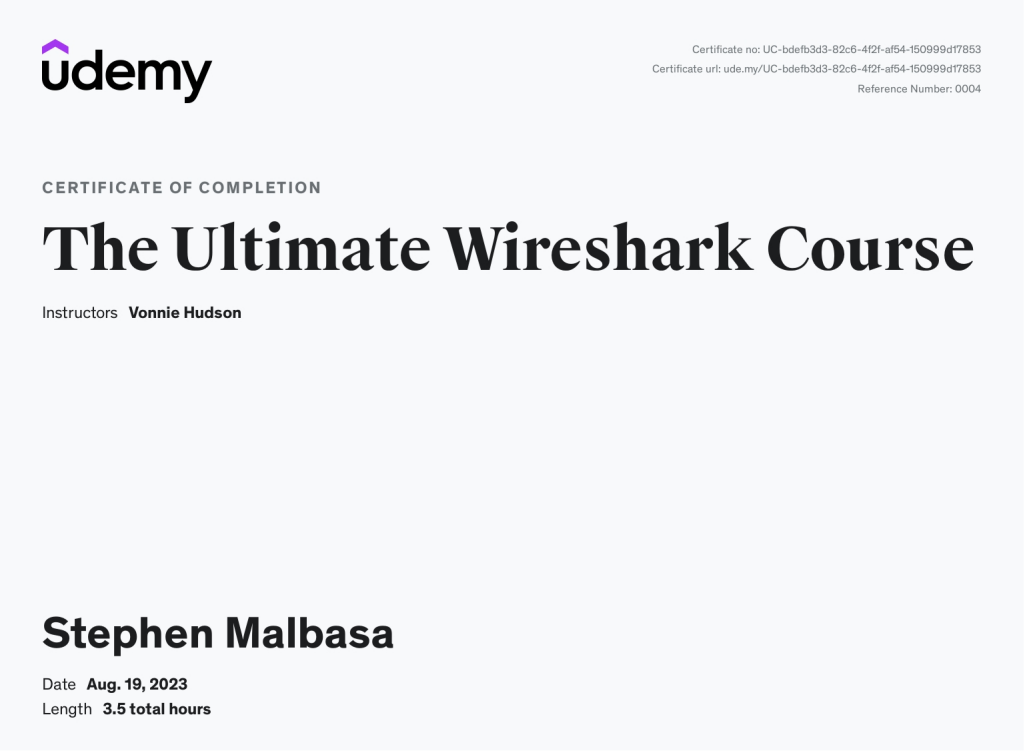 udemy
Certificate no: UC-bdefb3d3-82c6-4f2f-af54-150999d17853
Certificate url: ude.my/UC-bdefb3d3-82c6-4f2f-af54-150999d17853
Reference Number: 0004
CERTIFICATE OF COMPLETION
The Ultimate Wireshark Course
Instructors Vonnie Hudson
Stephen Malbasa
Date Aug. 19, 2023
Length 3.5 total hours